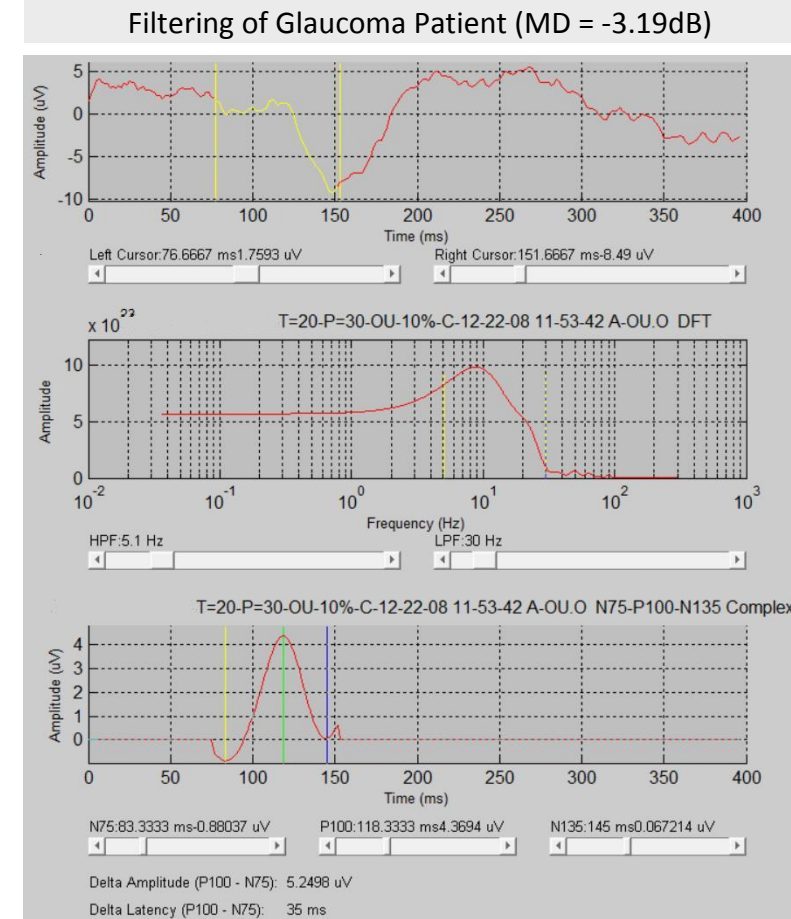 Filtering of Glaucoma Patient (MD = -3.19dB)
5
0
-5
-10
Amplitude (uV)
0 50 100 150 200 250 300 350 400
Time (ms)
Left Cursor:76.6667 ms1.7593 uV Right Cursor:151.6667 ms-8.49 uV
T=20-P=30-OU-10%-C-12-22-08 11-53-42 A-OU.O DFT
10
5
0
Amplitude
10^-2 10^-1 10^0 10^1 10^2 10^3
Frequency (Hz)
HPF:5.1 Hz LPF:30 Hz
T=20-P=30-OU-10%-C-12-22-08 11-53-42 A-OU.O N75-P100-N135 Complex
4
3
2
1
0
Amplitude (uV)
0 50 100 150 200 250 300 350 400
Time (ms)
N75:83.3333 ms-0.88037 uV P100:118.3333 ms4.3694 uV N135:145 ms0.067214 uV
Delta Amplitude (P100 - N75): 5.2498 uV
Delta Latency (P100 - N75): 35 ms